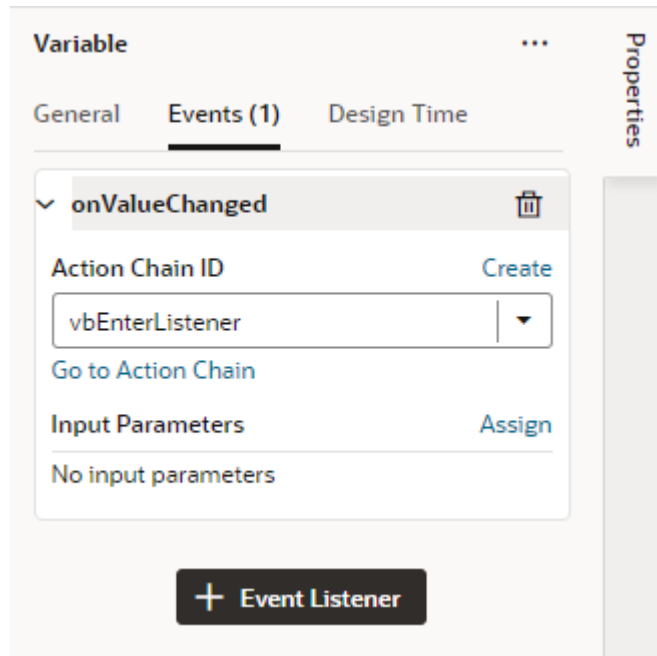 Variable
Properties
General Events (1) Design Time
onValueChanged
Action Chain ID Create
vbEnterListener
Go to Action Chain
Input Parameters Assign
No input parameters
+ Event Listener